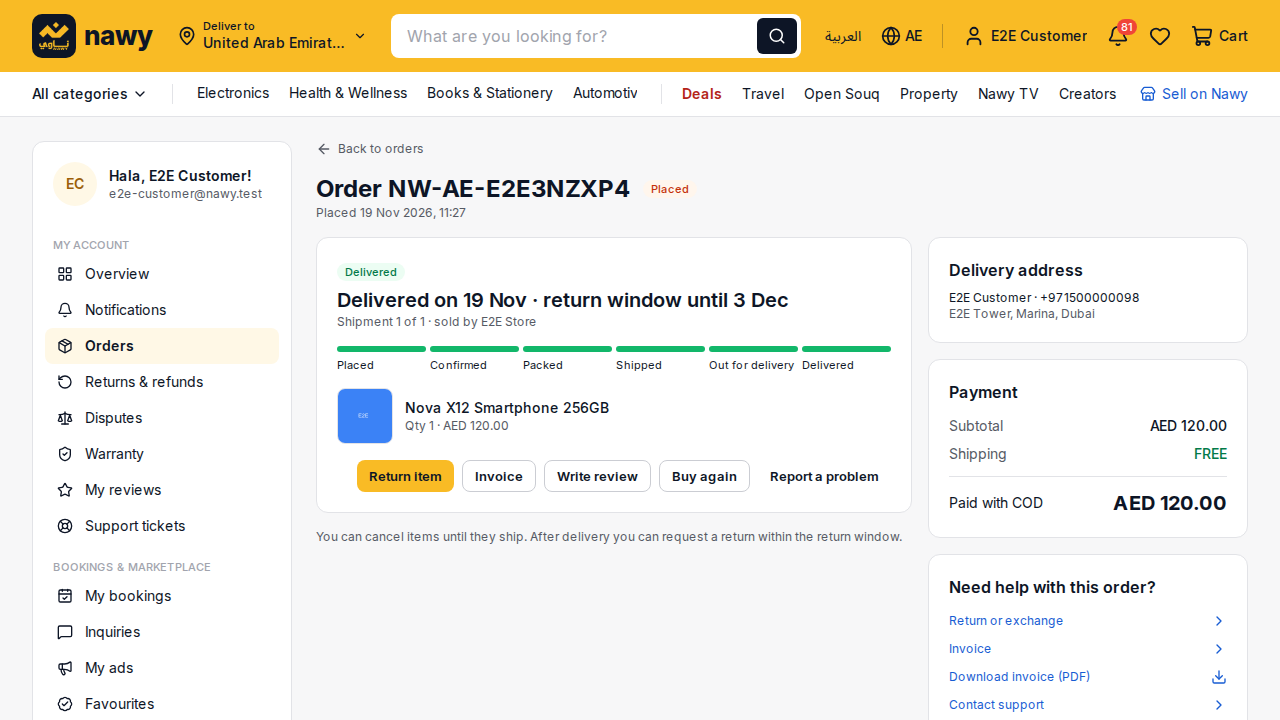 ناوي
NAWY
nawy
Deliver to
United Arab Emirat...
What are you looking for?
العربية
AE
E2E Customer
81
Cart
All categories
Electronics
Health & Wellness
Books & Stationery
Automotiv
Deals
Travel
Open Souq
Property
Nawy TV
Creators
Sell on Nawy
EC
Hala, E2E Customer!
e2e-customer@nawy.test
MY ACCOUNT
Overview
Notifications
Orders
Returns & refunds
Disputes
Warranty
My reviews
Support tickets
BOOKINGS & MARKETPLACE
My bookings
Inquiries
My ads
Favourites
Back to orders
Order NW-AE-E2E3NZXP4
Placed
Placed 19 Nov 2026, 11:27
Delivered
Delivered on 19 Nov · return window until 3 Dec
Shipment 1 of 1 · sold by E2E Store
Placed
Confirmed
Packed
Shipped
Out for delivery
Delivered
E2E
Nova X12 Smartphone 256GB
Qty 1 · AED 120.00
Return item
Invoice
Write review
Buy again
Report a problem
You can cancel items until they ship. After delivery you can request a return within the return window.
Delivery address
E2E Customer · +971500000098
E2E Tower, Marina, Dubai
Payment
Subtotal
AED 120.00
Shipping
FREE
Paid with COD
AED 120.00
Need help with this order?
Return or exchange
Invoice
Download invoice (PDF)
Contact support